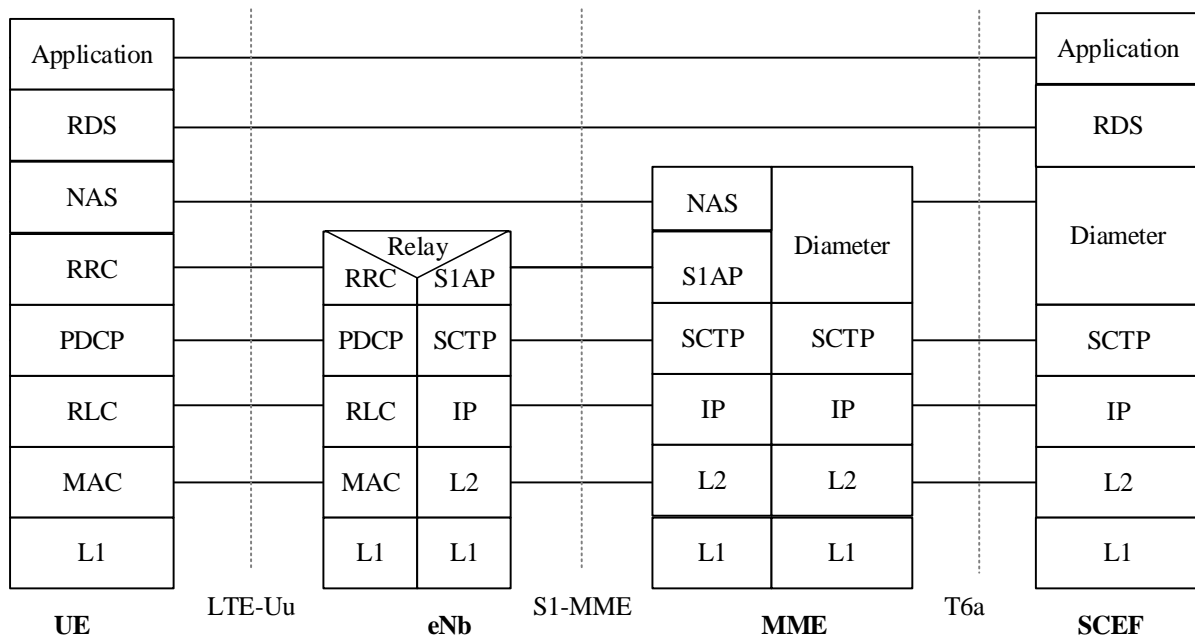 Application
Application
RDS
RDS
NAS
NAS
Relay
Diameter
Diameter
RRC
RRC
S1AP
S1AP
PDCP
PDCP
SCTP
SCTP
SCTP
SCTP
RLC
RLC
IP
IP
IP
IP
MAC
MAC
L2
L2
L2
L2
L1
L1
L1
L1
L1
L1
LTE-Uu
S1-MME
T6a
UE
eNb
MME
SCEF